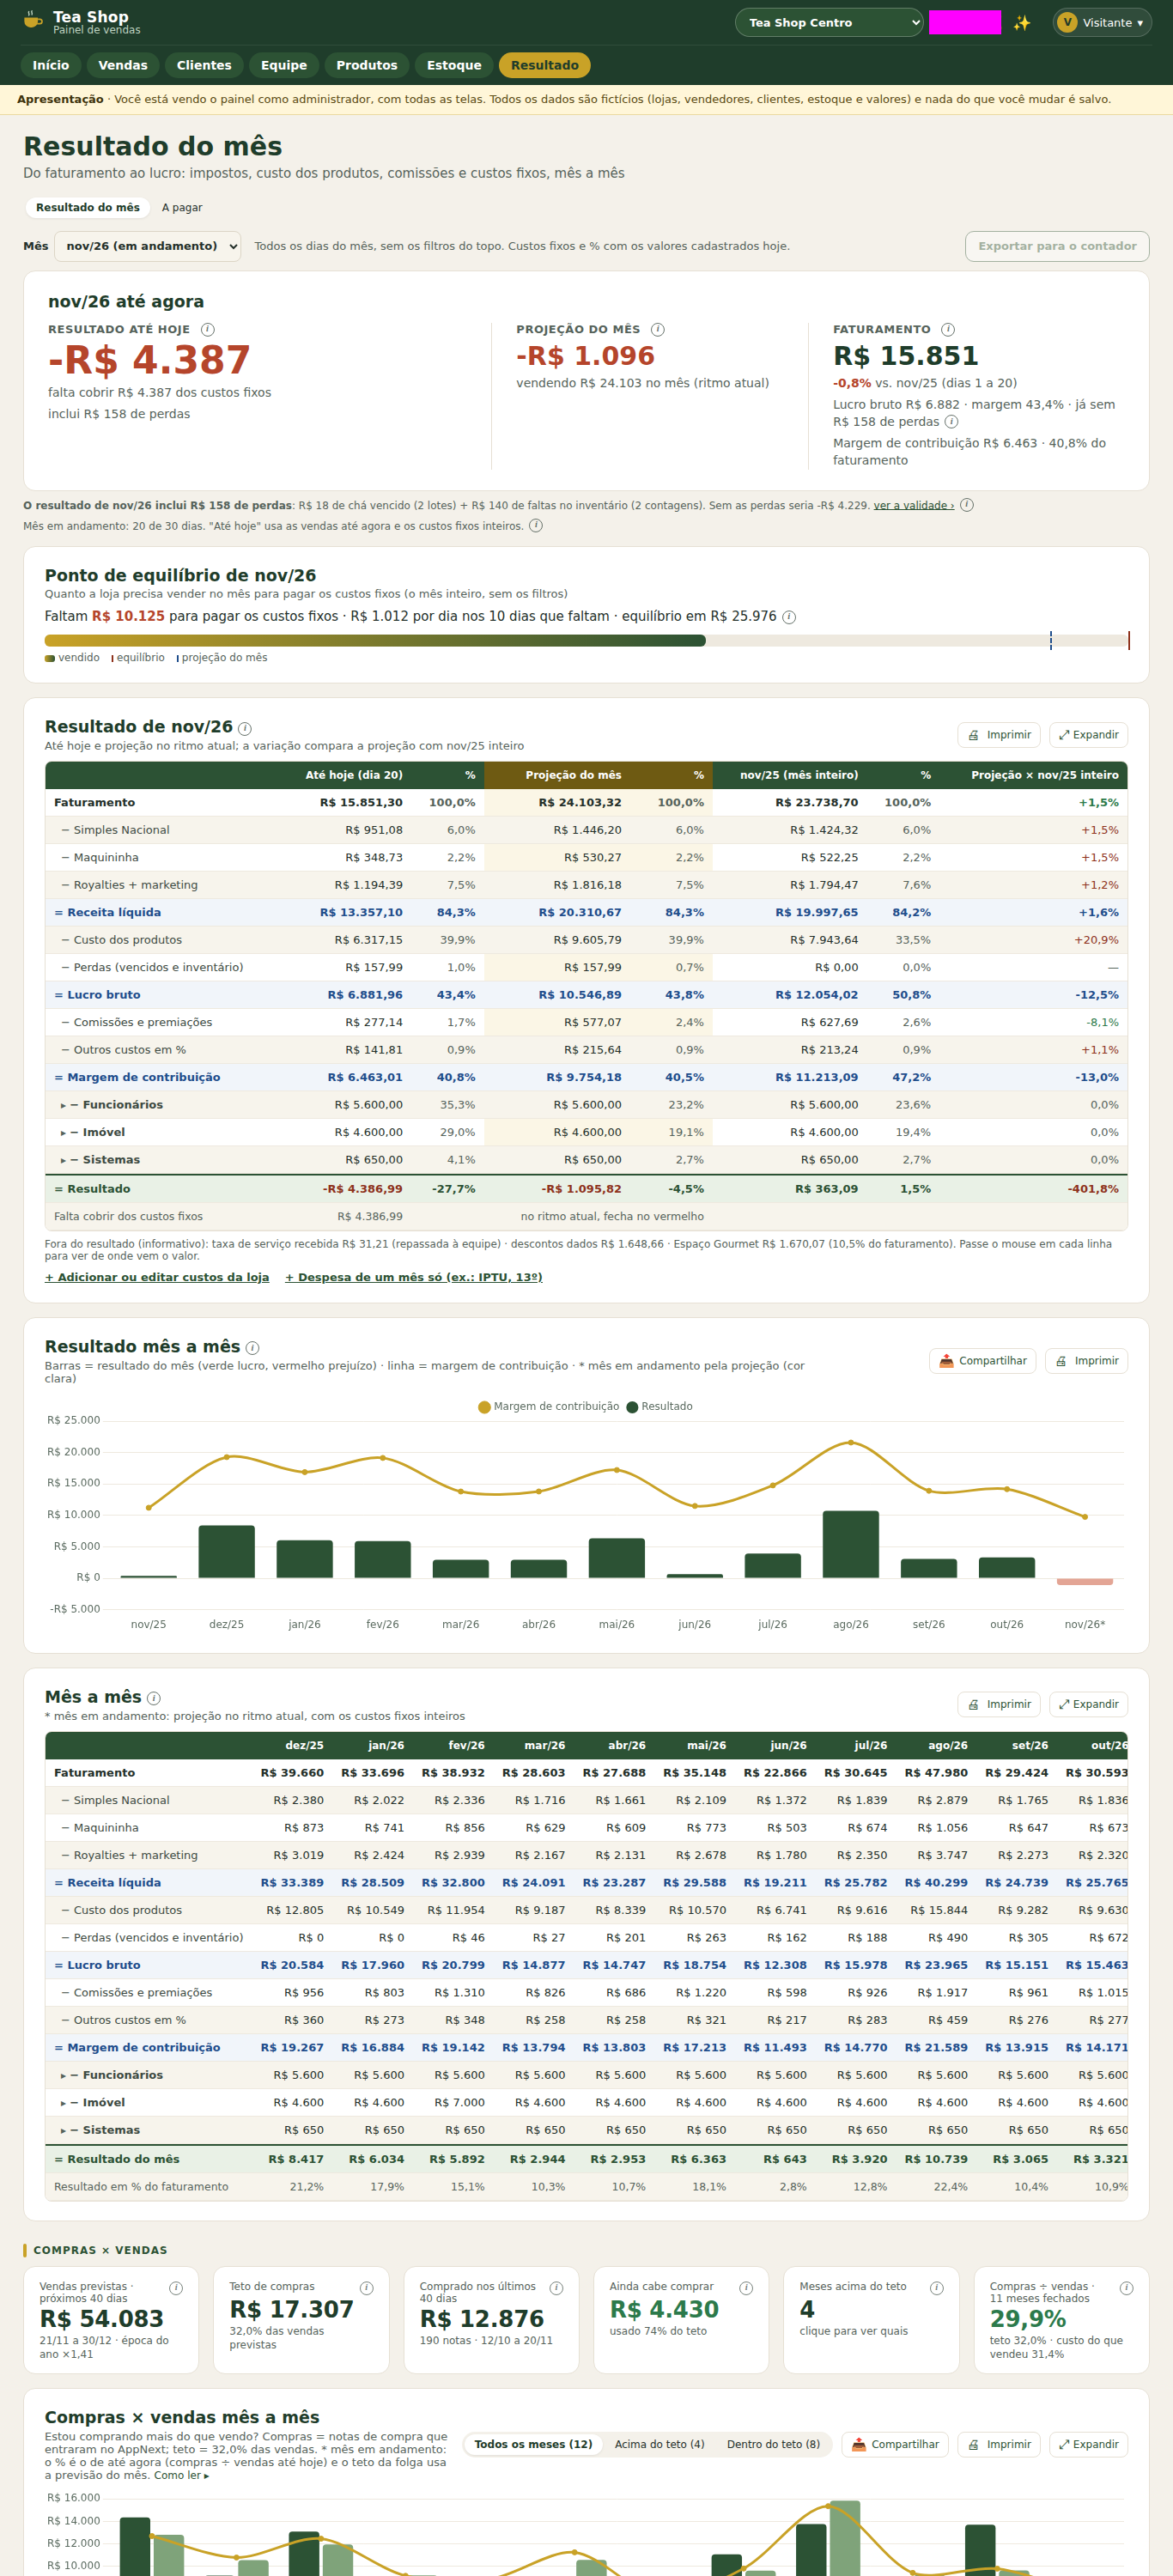 Tea Shop
Painel de vendas
Tea Shop Centro
V Visitante ▾
Início Vendas Clientes Equipe Produtos Estoque Resultado
Apresentação · Você está vendo o painel como administrador, com todas as telas. Todos os dados são fictícios (lojas, vendedores, clientes, estoque e valores) e nada do que você mudar é salvo.
Resultado do mês
Do faturamento ao lucro: impostos, custo dos produtos, comissões e custos fixos, mês a mês
Resultado do mês A pagar
Mês nov/26 (em andamento) Todos os dias do mês, sem os filtros do topo. Custos fixos e % com os valores cadastrados hoje. Exportar para o contador
nov/26 até agora
RESULTADO ATÉ HOJE i
-R$ 4.387
falta cobrir R$ 4.387 dos custos fixos
inclui R$ 158 de perdas
PROJEÇÃO DO MÊS i
-R$ 1.096
vendendo R$ 24.103 no mês (ritmo atual)
FATURAMENTO i
R$ 15.851
-0,8% vs. nov/25 (dias 1 a 20)
Lucro bruto R$ 6.882 · margem 43,4% · já sem
R$ 158 de perdas i
Margem de contribuição R$ 6.463 · 40,8% do
faturamento
O resultado de nov/26 inclui R$ 158 de perdas: R$ 18 de chá vencido (2 lotes) + R$ 140 de faltas no inventário (2 contagens). Sem as perdas seria -R$ 4.229. ver a validade › i
Mês em andamento: 20 de 30 dias. "Até hoje" usa as vendas até agora e os custos fixos inteiros. i
Ponto de equilíbrio de nov/26
Quanto a loja precisa vender no mês para pagar os custos fixos (o mês inteiro, sem os filtros)
Faltam R$ 10.125 para pagar os custos fixos · R$ 1.012 por dia nos 10 dias que faltam · equilíbrio em R$ 25.976 i
vendido equilíbrio projeção do mês
Resultado de nov/26 i
Até hoje e projeção no ritmo atual; a variação compara a projeção com nov/25 inteiro
Imprimir Expandir
Até hoje (dia 20) % Projeção do mês % nov/25 (mês inteiro) % Projeção × nov/25 inteiro
Faturamento R$ 15.851,30 100,0% R$ 24.103,32 100,0% R$ 23.738,70 100,0% +1,5%
− Simples Nacional R$ 951,08 6,0% R$ 1.446,20 6,0% R$ 1.424,32 6,0% +1,5%
− Maquininha R$ 348,73 2,2% R$ 530,27 2,2% R$ 522,25 2,2% +1,5%
− Royalties + marketing R$ 1.194,39 7,5% R$ 1.816,18 7,5% R$ 1.794,47 7,6% +1,2%
= Receita líquida R$ 13.357,10 84,3% R$ 20.310,67 84,3% R$ 19.997,65 84,2% +1,6%
− Custo dos produtos R$ 6.317,15 39,9% R$ 9.605,79 39,9% R$ 7.943,64 33,5% +20,9%
− Perdas (vencidos e inventário) R$ 157,99 1,0% R$ 157,99 0,7% R$ 0,00 0,0% —
= Lucro bruto R$ 6.881,96 43,4% R$ 10.546,89 43,8% R$ 12.054,02 50,8% -12,5%
− Comissões e premiações R$ 277,14 1,7% R$ 577,07 2,4% R$ 627,69 2,6% -8,1%
− Outros custos em % R$ 141,81 0,9% R$ 215,64 0,9% R$ 213,24 0,9% +1,1%
= Margem de contribuição R$ 6.463,01 40,8% R$ 9.754,18 40,5% R$ 11.213,09 47,2% -13,0%
▸ − Funcionários R$ 5.600,00 35,3% R$ 5.600,00 23,2% R$ 5.600,00 23,6% 0,0%
▸ − Imóvel R$ 4.600,00 29,0% R$ 4.600,00 19,1% R$ 4.600,00 19,4% 0,0%
▸ − Sistemas R$ 650,00 4,1% R$ 650,00 2,7% R$ 650,00 2,7% 0,0%
= Resultado -R$ 4.386,99 -27,7% -R$ 1.095,82 -4,5% R$ 363,09 1,5% -401,8%
Falta cobrir dos custos fixos R$ 4.386,99 no ritmo atual, fecha no vermelho
Fora do resultado (informativo): taxa de serviço recebida R$ 31,21 (repassada à equipe) · descontos dados R$ 1.648,66 · Espaço Gourmet R$ 1.670,07 (10,5% do faturamento). Passe o mouse em cada linha
para ver de onde vem o valor.
+ Adicionar ou editar custos da loja + Despesa de um mês só (ex.: IPTU, 13º)
Resultado mês a mês i
Barras = resultado do mês (verde lucro, vermelho prejuízo) · linha = margem de contribuição · * mês em andamento pela projeção (cor
clara)
Compartilhar Imprimir
Margem de contribuição Resultado
R$ 25.000
R$ 20.000
R$ 15.000
R$ 10.000
R$ 5.000
R$ 0
-R$ 5.000
nov/25 dez/25 jan/26 fev/26 mar/26 abr/26 mai/26 jun/26 jul/26 ago/26 set/26 out/26 nov/26*
Mês a mês i
* mês em andamento: projeção no ritmo atual, com os custos fixos inteiros
Imprimir Expandir
dez/25 jan/26 fev/26 mar/26 abr/26 mai/26 jun/26 jul/26 ago/26 set/26 out/26
Faturamento R$ 39.660 R$ 33.696 R$ 38.932 R$ 28.603 R$ 27.688 R$ 35.148 R$ 22.866 R$ 30.645 R$ 47.980 R$ 29.424 R$ 30.593
− Simples Nacional R$ 2.380 R$ 2.022 R$ 2.336 R$ 1.716 R$ 1.661 R$ 2.109 R$ 1.372 R$ 1.839 R$ 2.879 R$ 1.765 R$ 1.836
− Maquininha R$ 873 R$ 741 R$ 856 R$ 629 R$ 609 R$ 773 R$ 503 R$ 674 R$ 1.056 R$ 647 R$ 673
− Royalties + marketing R$ 3.019 R$ 2.424 R$ 2.939 R$ 2.167 R$ 2.131 R$ 2.678 R$ 1.780 R$ 2.350 R$ 3.747 R$ 2.273 R$ 2.320
= Receita líquida R$ 33.389 R$ 28.509 R$ 32.800 R$ 24.091 R$ 23.287 R$ 29.588 R$ 19.211 R$ 25.782 R$ 40.299 R$ 24.739 R$ 25.765
− Custo dos produtos R$ 12.805 R$ 10.549 R$ 11.954 R$ 9.187 R$ 8.339 R$ 10.570 R$ 6.741 R$ 9.616 R$ 15.844 R$ 9.282 R$ 9.630
− Perdas (vencidos e inventário) R$ 0 R$ 0 R$ 46 R$ 27 R$ 201 R$ 263 R$ 162 R$ 188 R$ 490 R$ 305 R$ 672
= Lucro bruto R$ 20.584 R$ 17.960 R$ 20.799 R$ 14.877 R$ 14.747 R$ 18.754 R$ 12.308 R$ 15.978 R$ 23.965 R$ 15.151 R$ 15.463
− Comissões e premiações R$ 956 R$ 803 R$ 1.310 R$ 826 R$ 686 R$ 1.220 R$ 598 R$ 926 R$ 1.917 R$ 961 R$ 1.015
− Outros custos em % R$ 360 R$ 273 R$ 348 R$ 258 R$ 258 R$ 321 R$ 217 R$ 283 R$ 459 R$ 276 R$ 277
= Margem de contribuição R$ 19.267 R$ 16.884 R$ 19.142 R$ 13.794 R$ 13.803 R$ 17.213 R$ 11.493 R$ 14.770 R$ 21.589 R$ 13.915 R$ 14.171
▸ − Funcionários R$ 5.600 R$ 5.600 R$ 5.600 R$ 5.600 R$ 5.600 R$ 5.600 R$ 5.600 R$ 5.600 R$ 5.600 R$ 5.600 R$ 5.600
▸ − Imóvel R$ 4.600 R$ 4.600 R$ 7.000 R$ 4.600 R$ 4.600 R$ 4.600 R$ 4.600 R$ 4.600 R$ 4.600 R$ 4.600 R$ 4.600
▸ − Sistemas R$ 650 R$ 650 R$ 650 R$ 650 R$ 650 R$ 650 R$ 650 R$ 650 R$ 650 R$ 650 R$ 650
= Resultado do mês R$ 8.417 R$ 6.034 R$ 5.892 R$ 2.944 R$ 2.953 R$ 6.363 R$ 643 R$ 3.920 R$ 10.739 R$ 3.065 R$ 3.321
Resultado em % do faturamento 21,2% 17,9% 15,1% 10,3% 10,7% 18,1% 2,8% 12,8% 22,4% 10,4% 10,9%
COMPRAS × VENDAS
Vendas previstas ·
próximos 40 dias i
R$ 54.083
21/11 a 30/12 · época do
ano ×1,41
Teto de compras i
R$ 17.307
32,0% das vendas
previstas
Comprado nos últimos
40 dias i
R$ 12.876
190 notas · 12/10 a 20/11
Ainda cabe comprar i
R$ 4.430
usado 74% do teto
Meses acima do teto i
4
clique para ver quais
Compras ÷ vendas ·
11 meses fechados i
29,9%
teto 32,0% · custo do que
vendeu 31,4%
Compras × vendas mês a mês
Estou comprando mais do que vendo? Compras = notas de compra que
entraram no AppNext; teto = 32,0% das vendas. * mês em andamento:
o % é o de até agora (compras ÷ vendas até hoje) e o teto da folga usa
a previsão do mês. Como ler ▸
Todos os meses (12) Acima do teto (4) Dentro do teto (8) Compartilhar Imprimir Expandir
R$ 16.000
R$ 14.000
R$ 12.000
R$ 10.000